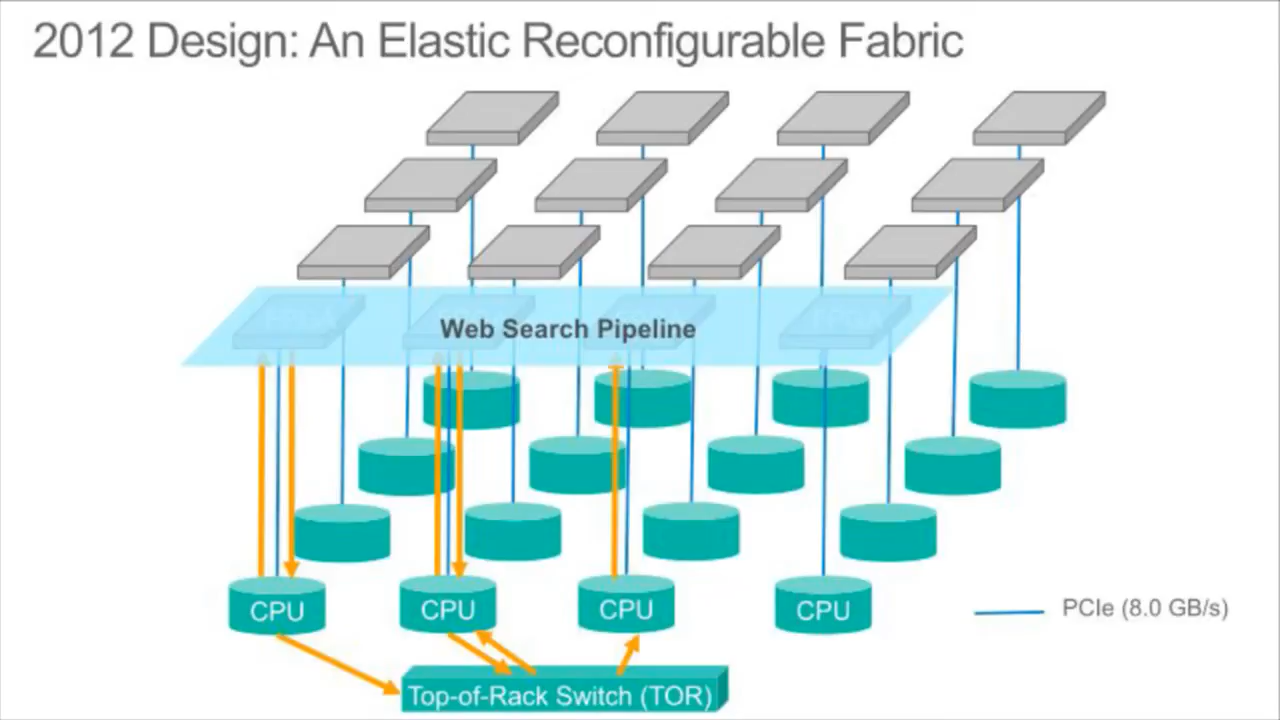 2012 Design: An Elastic Reconfigurable Fabric
Web Search Pipeline
CPU
CPU
CPU
CPU
PCIe (8.0 GB/s)
Top-of-Rack Switch (TOR)